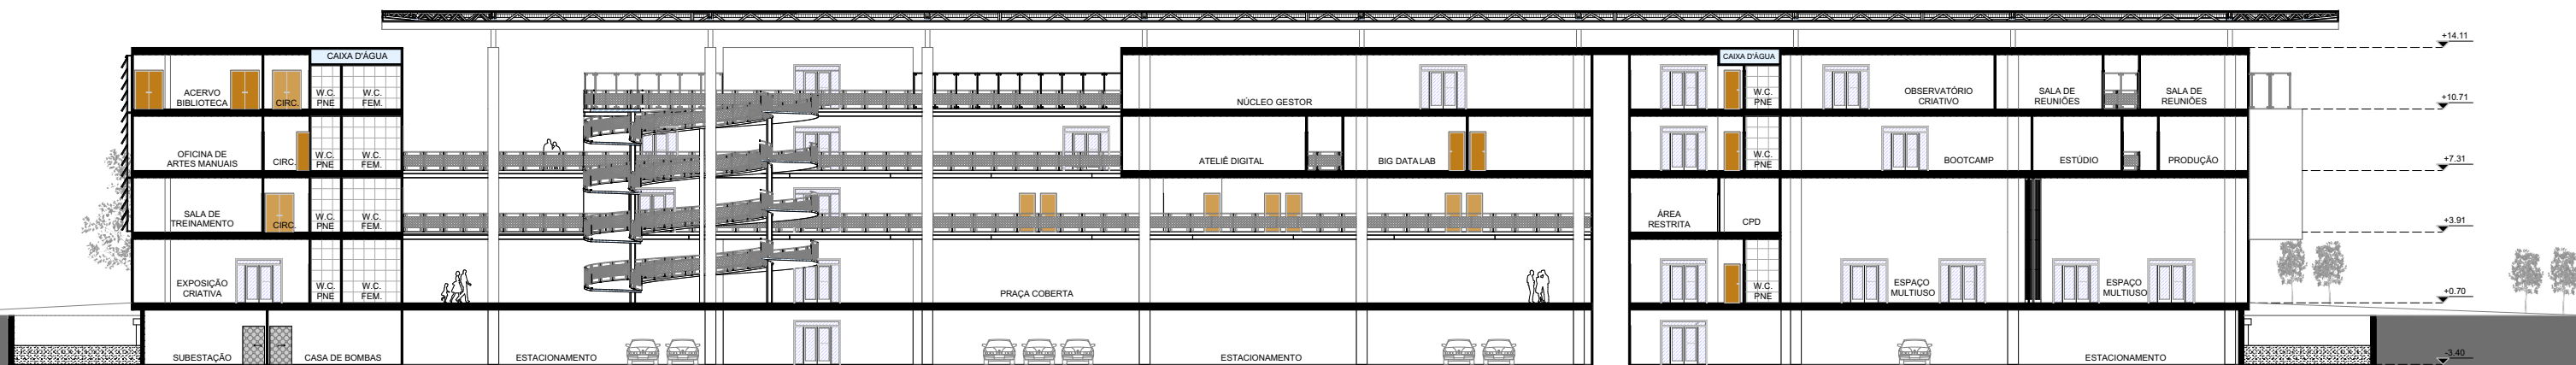 CAIXA D'ÁGUA
CAIXA D'ÁGUA
+14.11
ACERVO
BIBLIOTECA
CIRC.
W.C.
PNE
W.C.
FEM.
NÚCLEO GESTOR
W.C.
PNE
OBSERVATÓRIO
CRIATIVO
SALA DE
REUNIÕES
SALA DE
REUNIÕES
+10.71
OFICINA DE
ARTES MANUAIS
CIRC.
W.C.
PNE
W.C.
FEM.
ATELIÊ DIGITAL
BIG DATA LAB
W.C.
PNE
BOOTCAMP
ESTÚDIO
PRODUÇÃO
+7.31
SALA DE
TREINAMENTO
CIRC.
W.C.
PNE
W.C.
FEM.
ÁREA
RESTRITA
CPD
+3.91
EXPOSIÇÃO
CRIATIVA
W.C.
PNE
W.C.
FEM.
PRAÇA COBERTA
W.C.
PNE
ESPAÇO
MULTIUSO
ESPAÇO
MULTIUSO
+0.70
SUBESTAÇÃO
CASA DE BOMBAS
ESTACIONAMENTO
ESTACIONAMENTO
ESTACIONAMENTO
-3.40